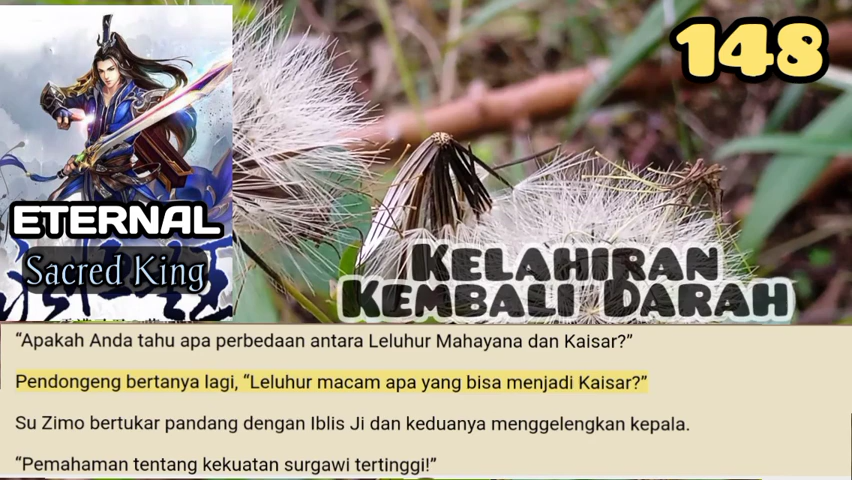 148
ETERNAL
Sacred King
KELAHIRAN
KEMBALI DARAH
“Apakah Anda tahu apa perbedaan antara Leluhur Mahayana dan Kaisar?”
Pendongeng bertanya lagi, “Leluhur macam apa yang bisa menjadi Kaisar?”
Su Zimo bertukar pandang dengan Iblis Ji dan keduanya menggelengkan kepala.
“Pemahaman tentang kekuatan surgawi tertinggi!”